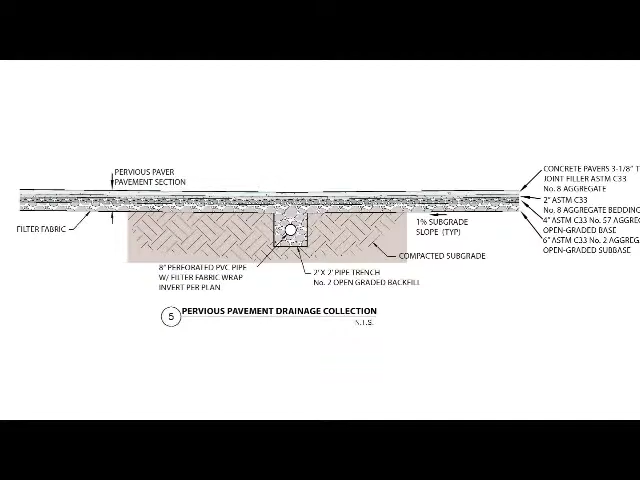 PERVIOUS PAVER
PAVEMENT SECTION
FILTER FABRIC
CONCRETE PAVERS 3-1/8" T
JOINT FILLER ASTM C33
No. 8 AGGREGATE
2" ASTM C33
No. 8 AGGREGATE BEDDING
4" ASTM C33 No. 57 AGGREG
OPEN-GRADED BASE
6" ASTM C33 No. 2 AGGREG
OPEN-GRADED SUBBASE
1% SUBGRADE
SLOPE (TYP)
COMPACTED SUBGRADE
8" PERFORATED PVC PIPE
W/ FILTER FABRIC WRAP
INVERT PER PLAN
2'X 2' PIPE TRENCH
No. 2 OPEN GRADED BACKFILL
5 PERVIOUS PAVEMENT DRAINAGE COLLECTION
N.T.S.